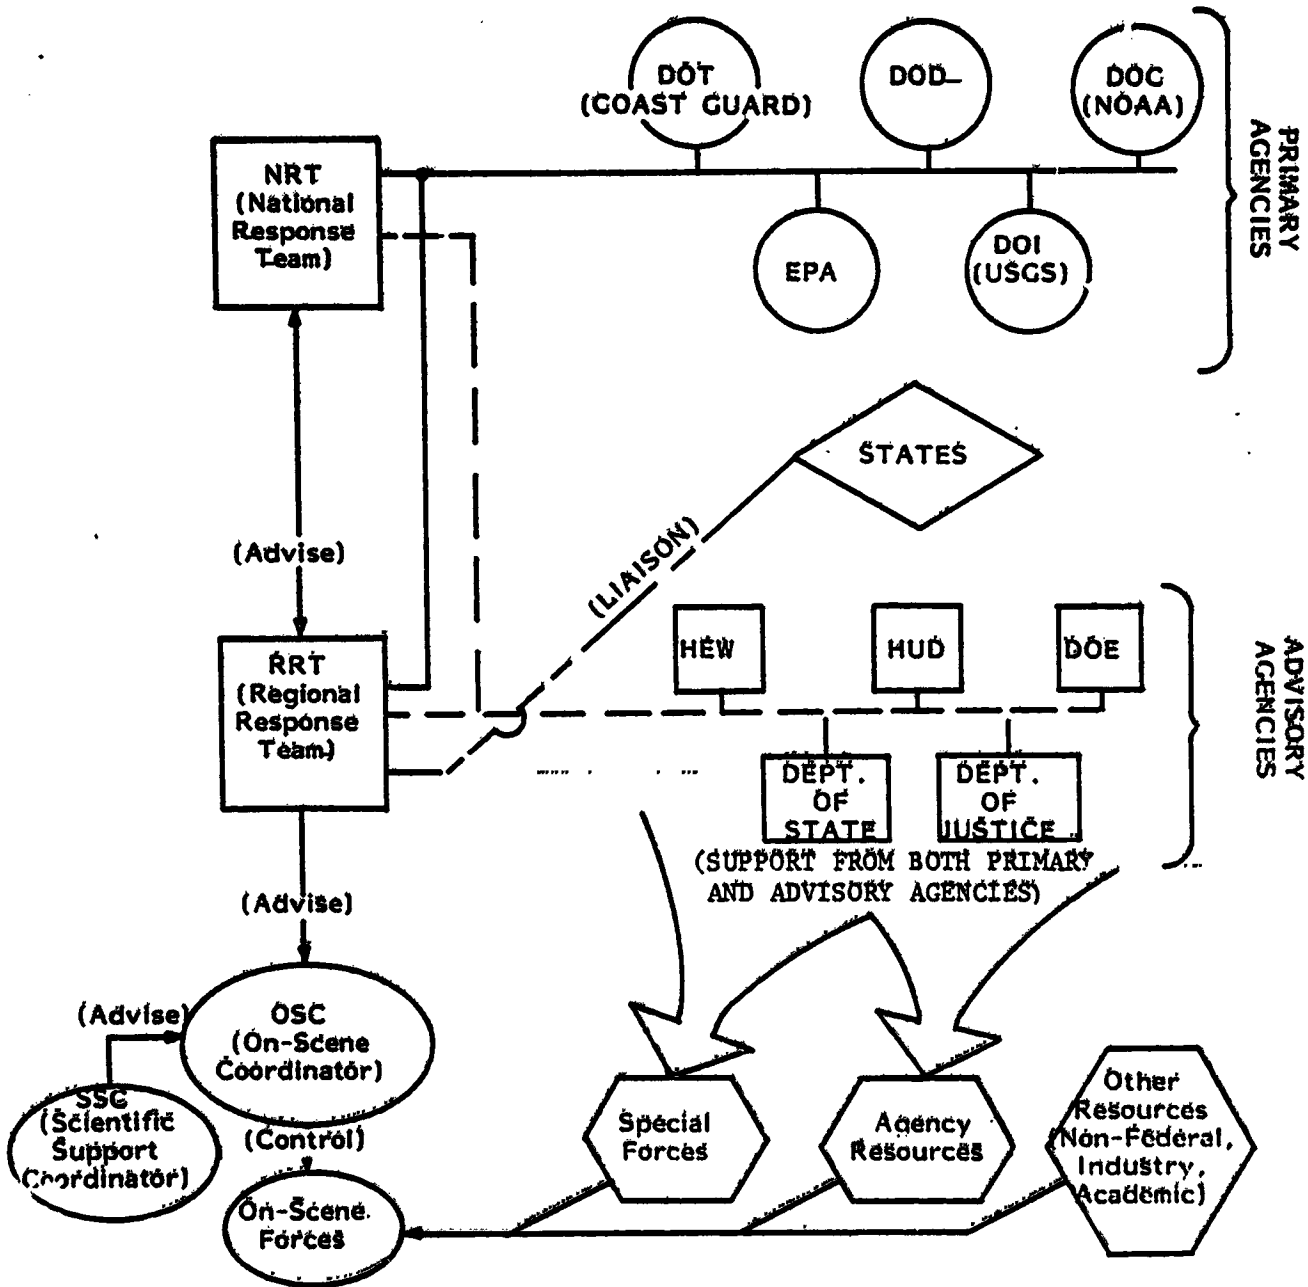 DOT
(COAST GUARD)
DOD
DOC
(NOAA)
PRIMARY
AGENCIES
NRT
(National
Response
Team)
EPA
DOI
(USGS)
STATES
(Advise)
(LIAISON)
HEW
HUD
DOE
ADVISORY
AGENCIES
RRT
(Regional
Response
Team)
DEPT.
OF
STATE
DEPT.
OF
JUSTICE
(SUPPORT FROM BOTH PRIMARY
AND ADVISORY AGENCIES)
(Advise)
(Advise)
OSC
(On-Scene
Coordinator)
SSC
(Scientific
Support
Coordinator)
(Control)
On-Scene
Forces
Special
Forces
Agency
Resources
Other
Resources
(Non-Federal,
Industry,
Academic)